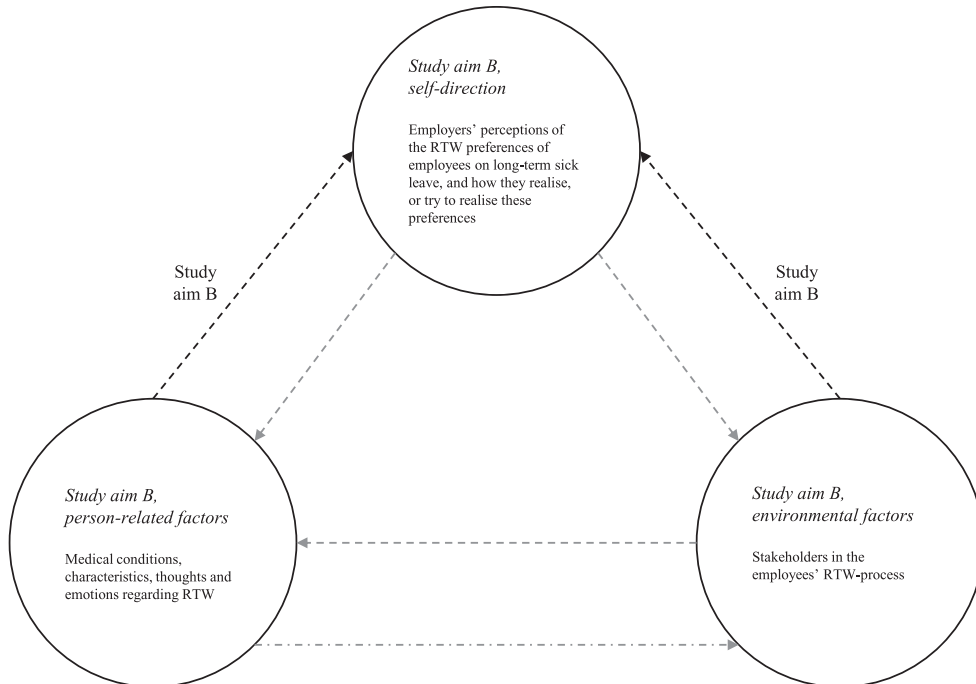 Study aim B,
self-direction
Employers’ perceptions of
the RTW preferences of
employees on long-term sick
leave, and how they realise,
or try to realise these
preferences
Study
aim B
Study
aim B
Study aim B,
person-related factors
Medical conditions,
characteristics, thoughts and
emotions regarding RTW
Study aim B,
environmental factors
Stakeholders in the
employees’ RTW-process